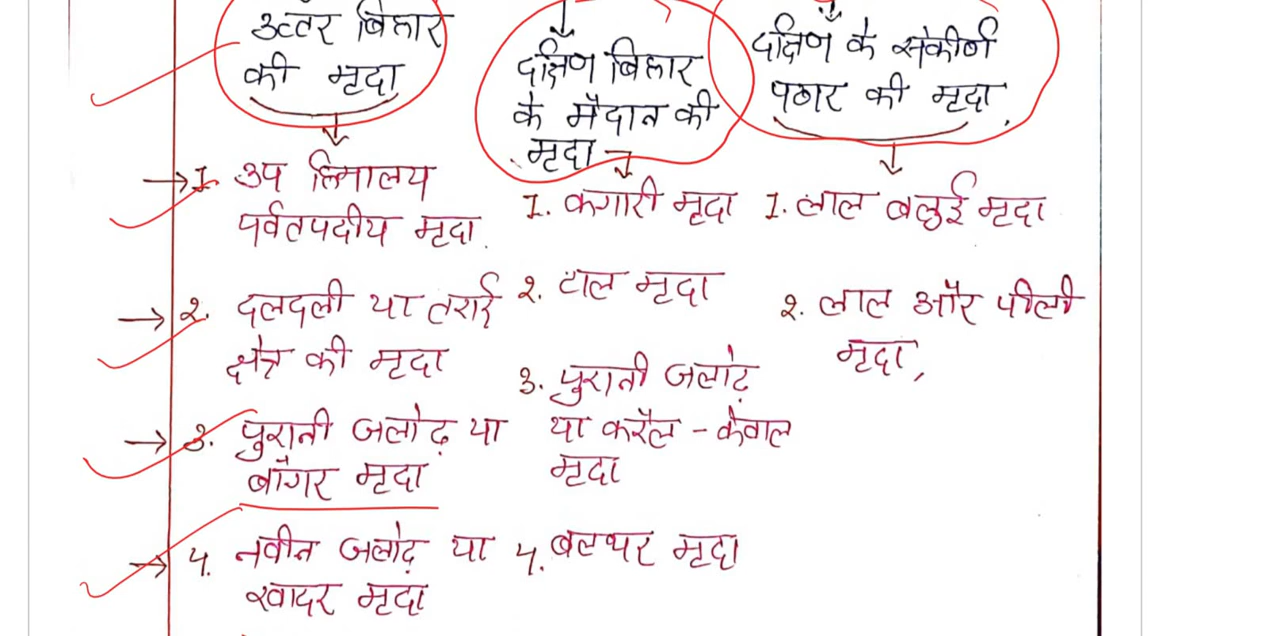 उत्तर बिहार
की मृदा
दक्षिण बिहार
के मैदान की
मृदा
दक्षिण के संकीर्ण
पठार की मृदा,
1. उप हिमालय
पर्वतपदीय मृदा.
2. दलदली या तराई
क्षेत्र की मृदा
3. पुरानी जलोढ़ या
बाँगर मृदा
4. नवीन जलोढ़ या
खादर मृदा
1. कगारी मृदा
2. टाल मृदा
3. पुरानी जलोढ़
या करैल - केवाल
मृदा
4. बलथर मृदा
1. लाल बलुई मृदा
2. लाल और पीली
मृदा,